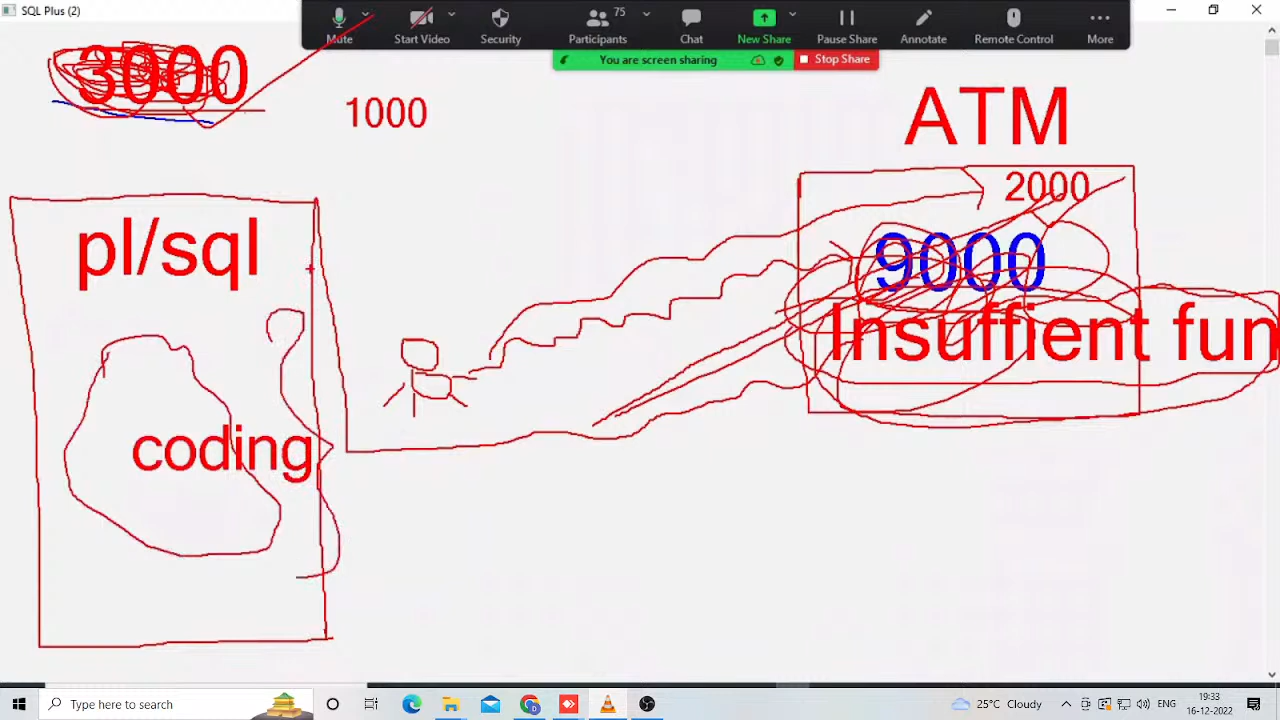 SQL Plus (2)
75
Mute
Start Video
Security
Participants
Chat
New Share
Pause Share
Annotate
Remote Control
More
You are screen sharing
Stop Share
3000
1000
ATM
2000
9000
Insuffient fun
pl/sql
coding
Type here to search
25°C Cloudy
ENG
19:33
16-12-2022